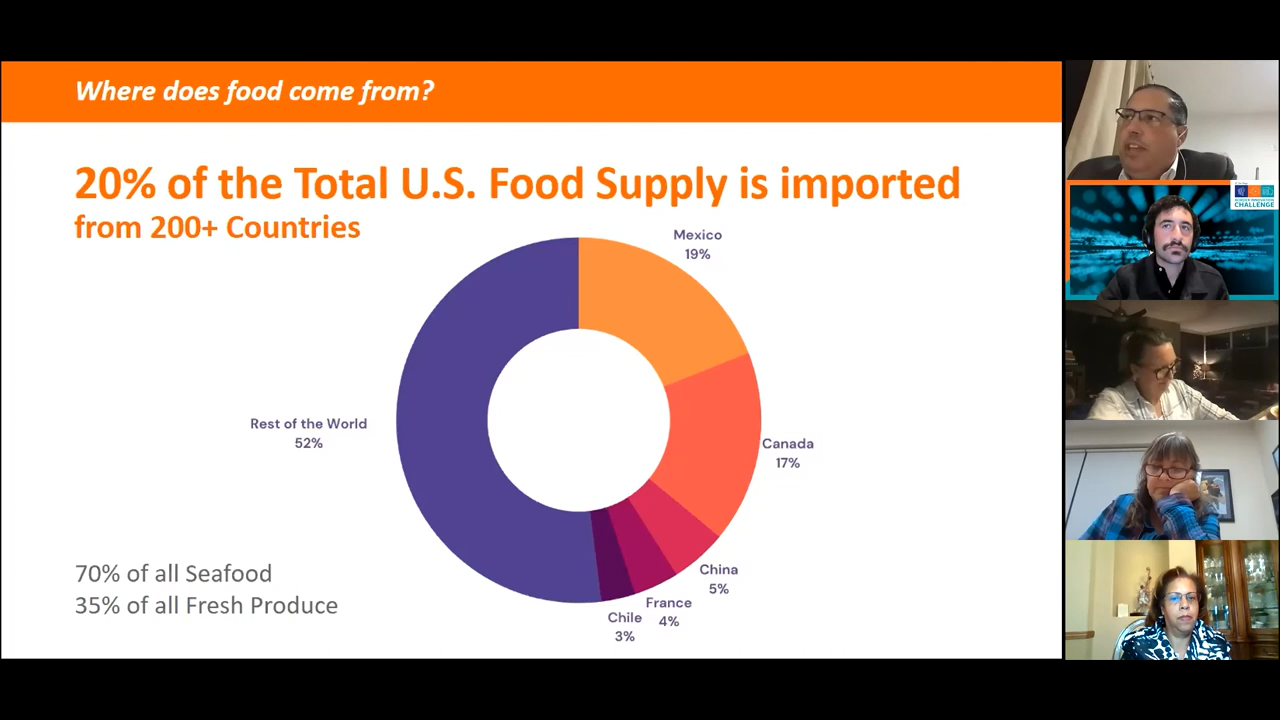 Where does food come from?
20% of the Total U.S. Food Supply is imported
from 200+ Countries
Mexico
19%
Rest of the World
52%
Canada
17%
China
5%
France
4%
Chile
3%
70% of all Seafood
35% of all Fresh Produce
CHALLENGE